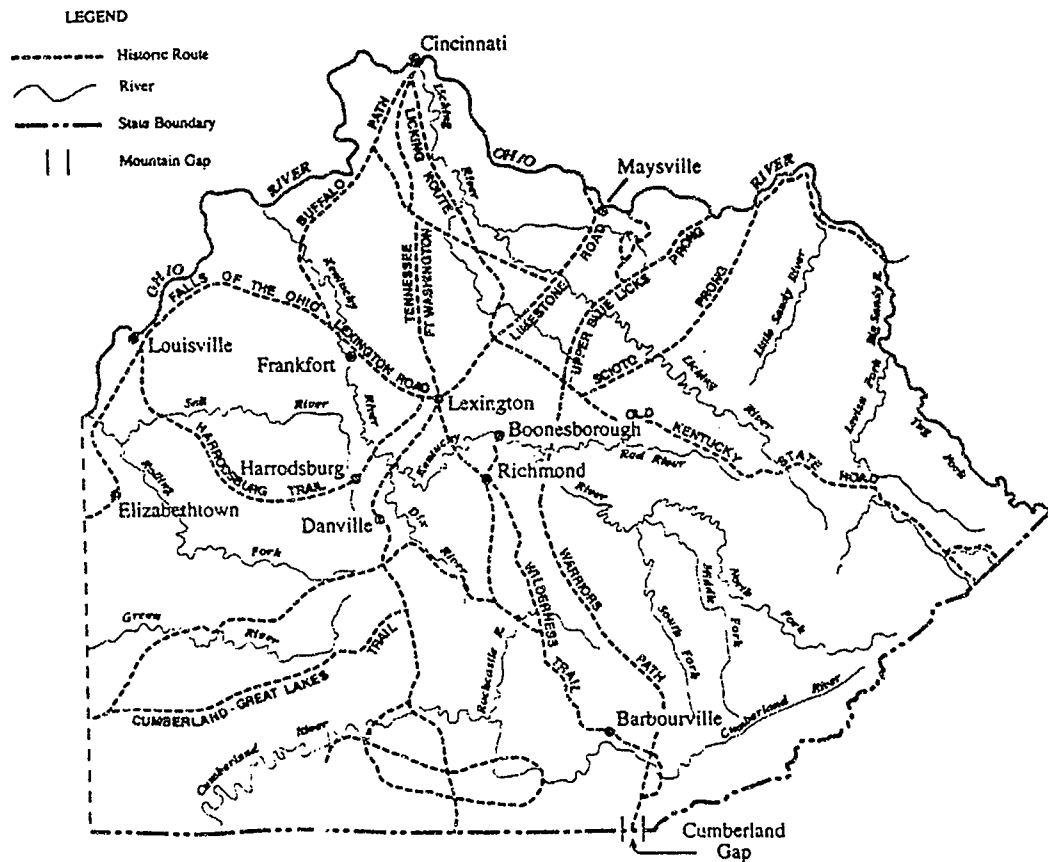 LEGEND
Historic Route
River
State Boundary
Mountain Gap
Cincinnati
Licking
River
BUFFALO PATH
LICKING ROUTE
OHIO
Maysville
RIVER
RIVER
OHIO
FALLS OF THE OHIO LEXINGTON ROAD
Kentucky
River
TENNESSEE
FT WASHINGTON
LIMESTONE ROAD
UPPER BLUE LICKS PRONG
SCIOTO PRONG
Little Sandy River
Big Sandy R.
Louisville
Frankfort
Lexington
Licking River
Levisa Fork
Tug Fork
Salt River
HARRODSBURG TRAIL
Harrodsburg
Kentucky
Boonesborough
OLD KENTUCKY STATE ROAD
Red River
Richmond
Rolling Fork
Elizabethtown
Danville
Dix River
River
WILDERNESS TRAIL
WARRIORS PATH
North Fork
Middle Fork
South Fork
Green River
CUMBERLAND-GREAT LAKES TRAIL
Rockcastle R.
Barbourville
Cumberland River
Cumberland River
Cumberland
Gap